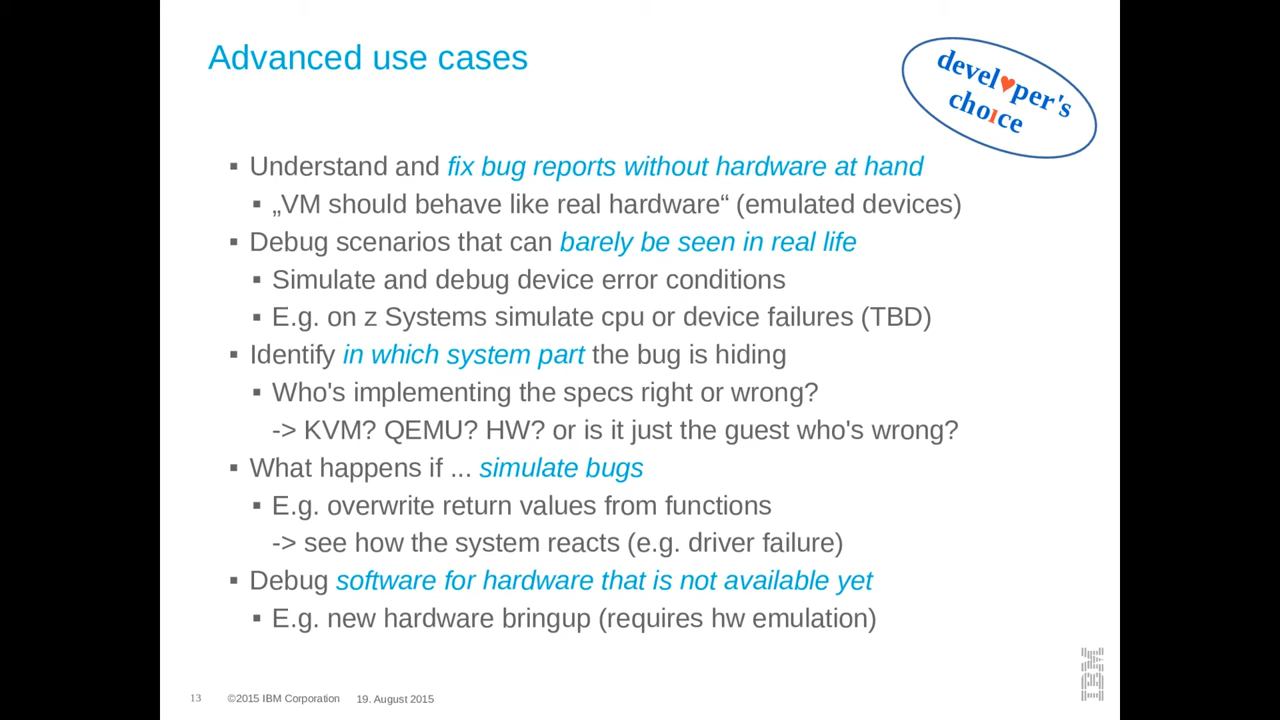 Advanced use cases
devel♥per's
choıce
▪ Understand and fix bug reports without hardware at hand
▪ „VM should behave like real hardware“ (emulated devices)
▪ Debug scenarios that can barely be seen in real life
▪ Simulate and debug device error conditions
▪ E.g. on z Systems simulate cpu or device failures (TBD)
▪ Identify in which system part the bug is hiding
▪ Who's implementing the specs right or wrong?
-> KVM? QEMU? HW? or is it just the guest who's wrong?
▪ What happens if ... simulate bugs
▪ E.g. overwrite return values from functions
-> see how the system reacts (e.g. driver failure)
▪ Debug software for hardware that is not available yet
▪ E.g. new hardware bringup (requires hw emulation)
IBM
13 ©2015 IBM Corporation 19. August 2015